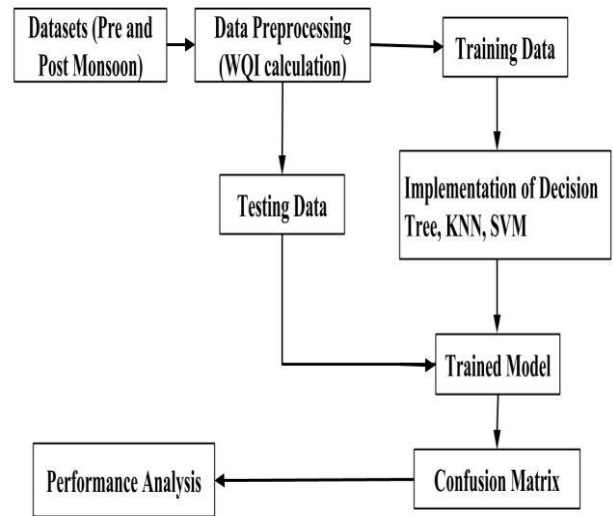 Datasets (Pre and
Post Monsoon)
Data Preprocessing
(WQI calculation)
Training Data
Testing Data
Implementation of Decision
Tree, KNN, SVM
Trained Model
Confusion Matrix
Performance Analysis